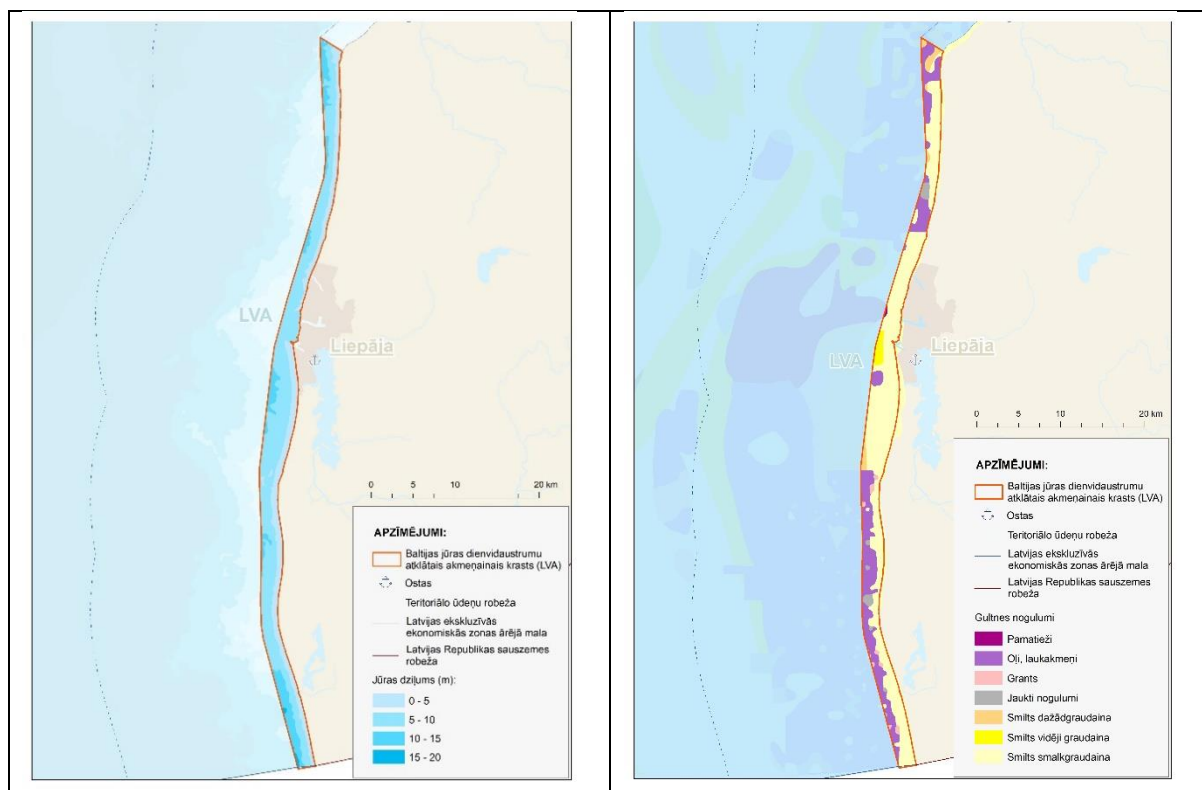 LVA
Liepāja
0 5 10 20 km
APZĪMĒJUMI:
Baltijas jūras dienvidaustrumu
atklātais akmeņainais krasts (LVA)
Ostas
Teritoriālo ūdeņu robeža
Latvijas ekskluzīvās
ekonomiskās zonas ārējā mala
Latvijas Republikas sauszemes
robeža
Jūras dziļums (m):
0 - 5
5 - 10
10 - 15
15 - 20
LVA
Liepāja
0 5 10 20 km
APZĪMĒJUMI:
Baltijas jūras dienvidaustrumu
atklātais akmeņainais krasts (LVA)
Ostas
Teritoriālo ūdeņu robeža
Latvijas ekskluzīvās
ekonomiskās zonas ārējā mala
Latvijas Republikas sauszemes
robeža
Gultnes nogulumi
Pamatieži
Oļi, laukakmeņi
Grants
Jaukti nogulumi
Smilts dažādgraudaina
Smilts vidēji graudaina
Smilts smalkgraudaina